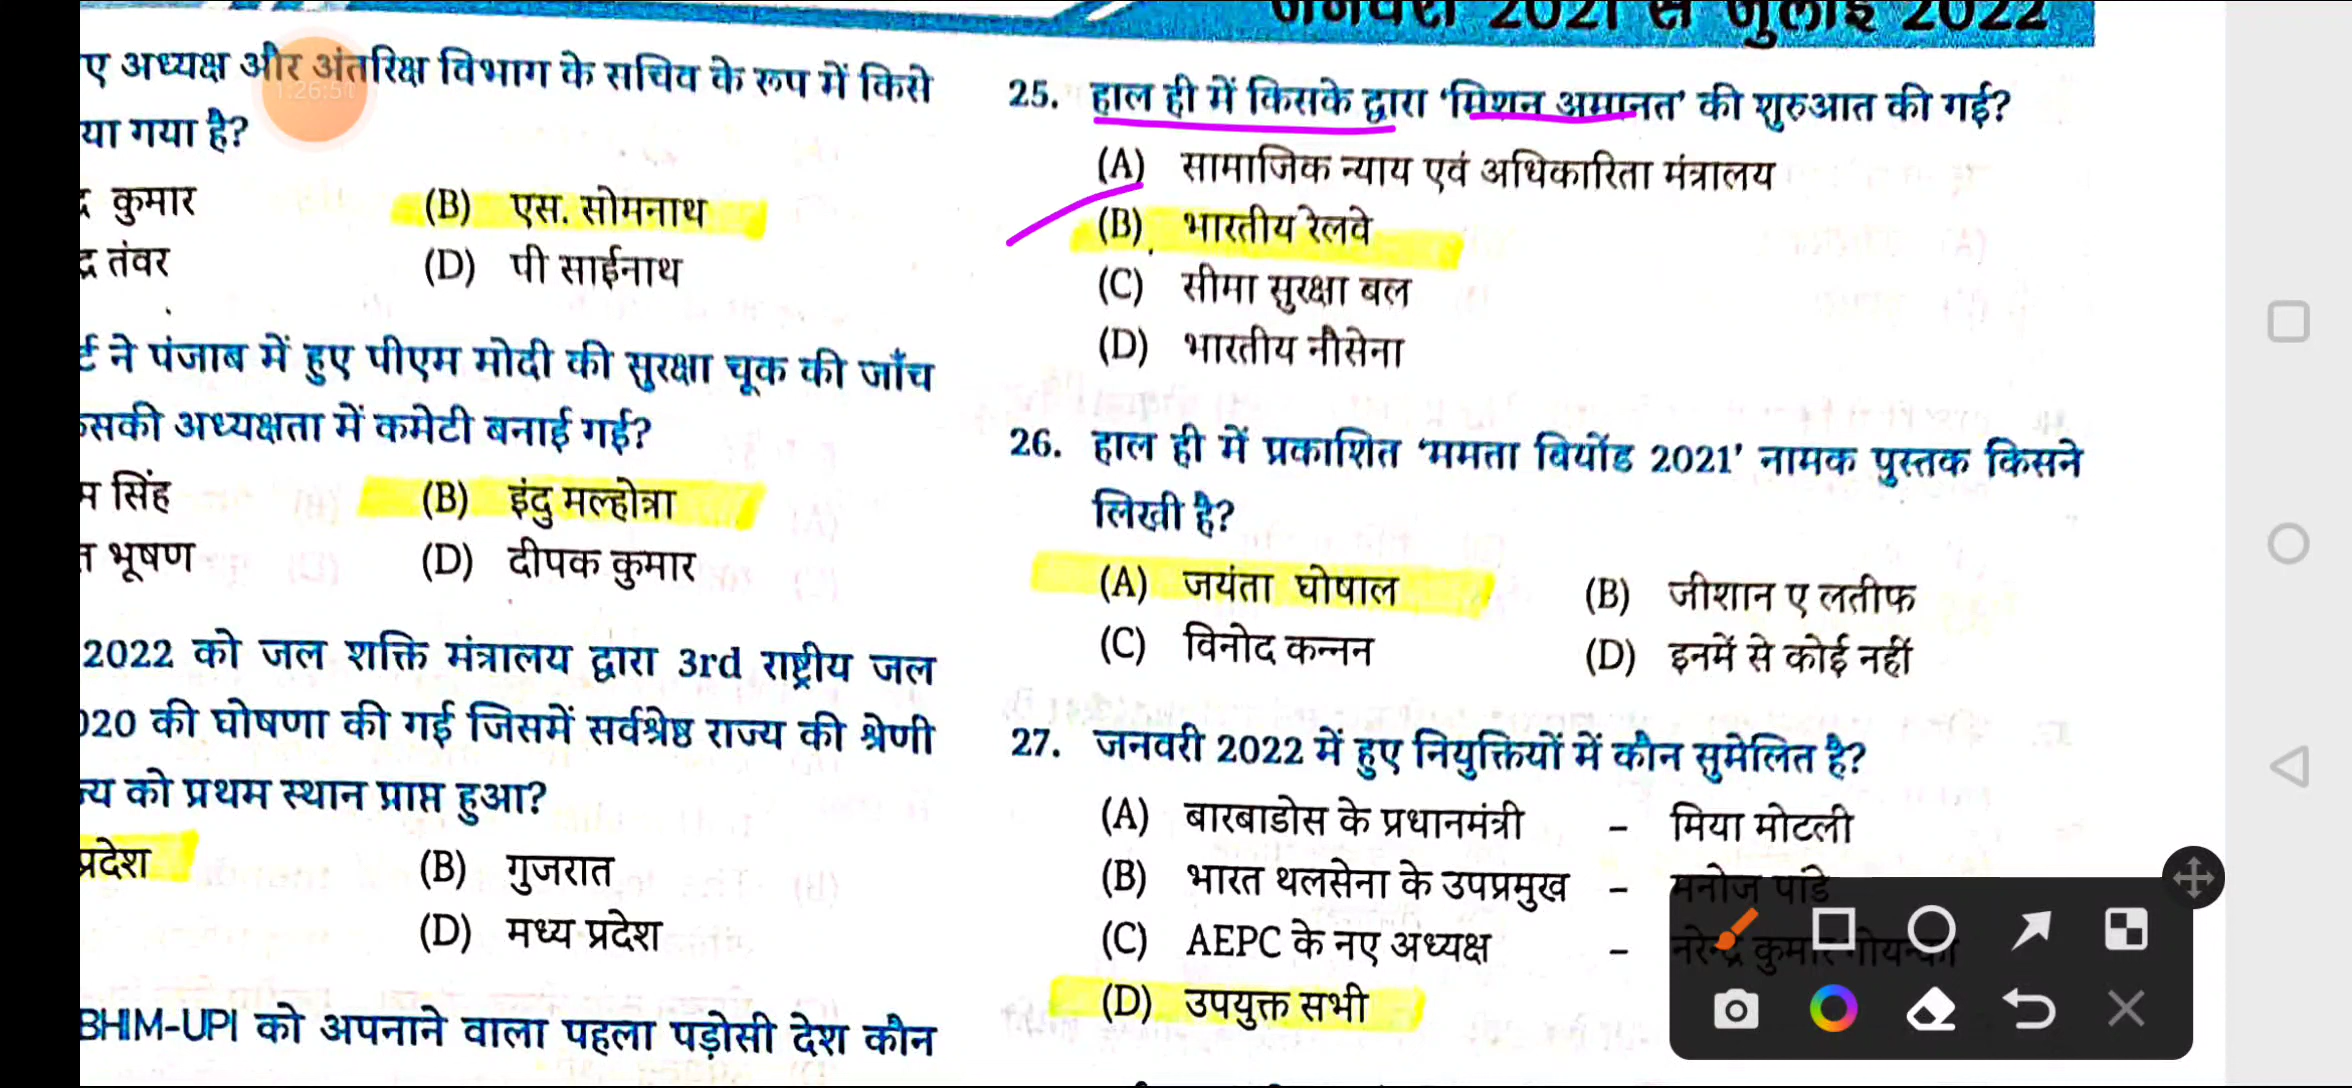 जनवरी 2021 से जुलाई 2022
ए अध्यक्ष और अंतरिक्ष विभाग के सचिव के रूप में किसे
या गया है?
कुमार
(B) एस. सोमनाथ
तंवर
(D) पी साईनाथ
ने पंजाब में हुए पीएम मोदी की सुरक्षा चूक की जाँच
सकी अध्यक्षता में कमेटी बनाई गई?
सिंह
(B) इंदु मल्होत्रा
भूषण
(D) दीपक कुमार
2022 को जल शक्ति मंत्रालय द्वारा 3rd राष्ट्रीय जल
020 की घोषणा की गई जिसमें सर्वश्रेष्ठ राज्य की श्रेणी
को प्रथम स्थान प्राप्त हुआ?
प्रदेश
(B) गुजरात
(D) मध्य प्रदेश
BHIM-UPI को अपनाने वाला पहला पड़ोसी देश कौन
25. हाल ही में किसके द्वारा ‘मिशन अमानत’ की शुरुआत की गई?
(A) सामाजिक न्याय एवं अधिकारिता मंत्रालय
(B) भारतीय रेलवे
(C) सीमा सुरक्षा बल
(D) भारतीय नौसेना
26. हाल ही में प्रकाशित ‘ममता बियोंड 2021’ नामक पुस्तक किसने
लिखी है?
(A) जयंता घोषाल (B) जीशान ए लतीफ
(C) विनोद कन्नन (D) इनमें से कोई नहीं
27. जनवरी 2022 में हुए नियुक्तियों में कौन सुमेलित है?
(A) बारबाडोस के प्रधानमंत्री – मिया मोटली
(B) भारत थलसेना के उपप्रमुख – मनोज पांडे
(C) AEPC के नए अध्यक्ष – नरेन्द्र कुमार गोयनका
(D) उपयुक्त सभी